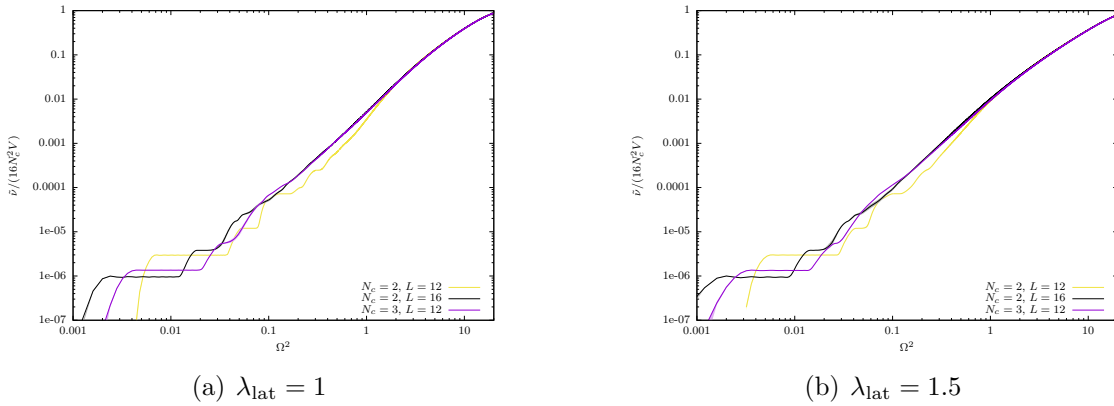 1
0.1
0.01
0.001
0.0001
1e-05
1e-06
1e-07
ν̃/(16N_c^2V)
0.001 0.01 0.1 1 10
Ω²
N_c = 2, L = 12
N_c = 2, L = 16
N_c = 3, L = 12
(a) λ_lat = 1
1
0.1
0.01
0.001
0.0001
1e-05
1e-06
1e-07
ν̃/(16N_c^2V)
0.001 0.01 0.1 1 10
Ω²
N_c = 2, L = 12
N_c = 2, L = 16
N_c = 3, L = 12
(b) λ_lat = 1.5